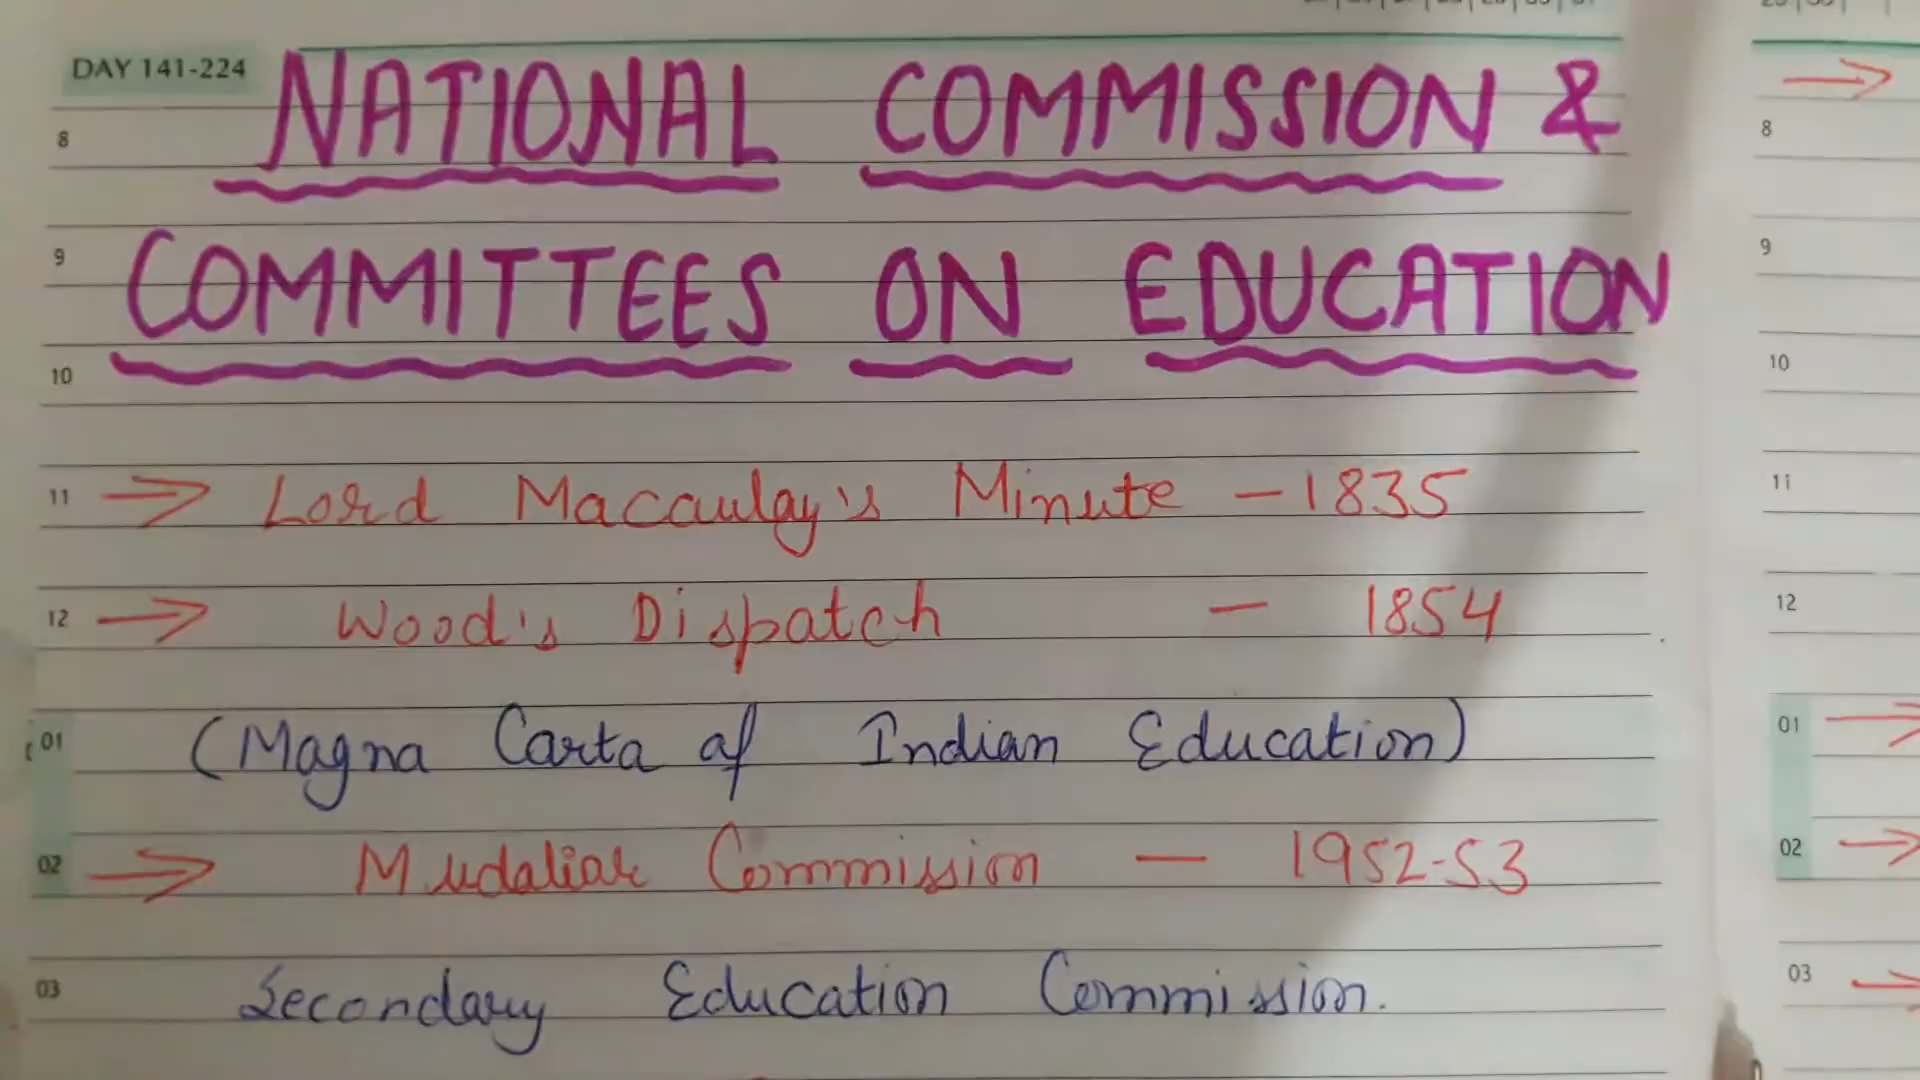 DAY 141-224
NATIONAL COMMISSION &
8
COMMITTEES ON EDUCATION
9
10
11 → Lord Macaulay's Minute - 1835
12 → Wood's Dispatch - 1854
01 (Magna Carta of Indian Education)
02 → Mudaliar Commission - 1952-53
03 Secondary Education Commission.
→
8
9
10
11
12
01 →
02 →
03 →